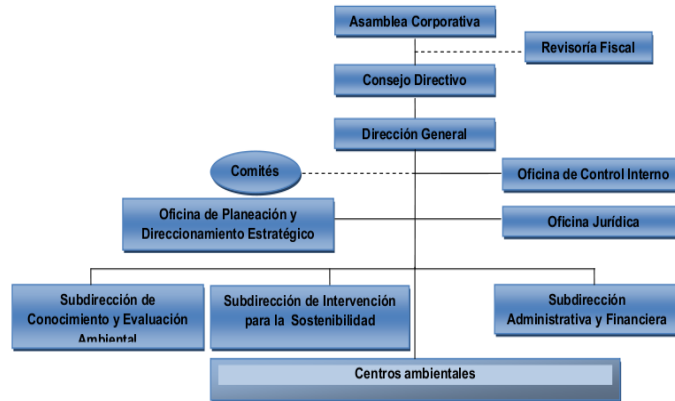 Asamblea Corporativa
Revisoría Fiscal
Consejo Directivo
Dirección General
Comités
Oficina de Control Interno
Oficina de Planeación y
Direccionamiento Estratégico
Oficina Jurídica
Subdirección de
Conocimiento y Evaluación
Ambiental
Subdirección de Intervención
para la Sostenibilidad
Subdirección
Administrativa y Financiera
Centros ambientales